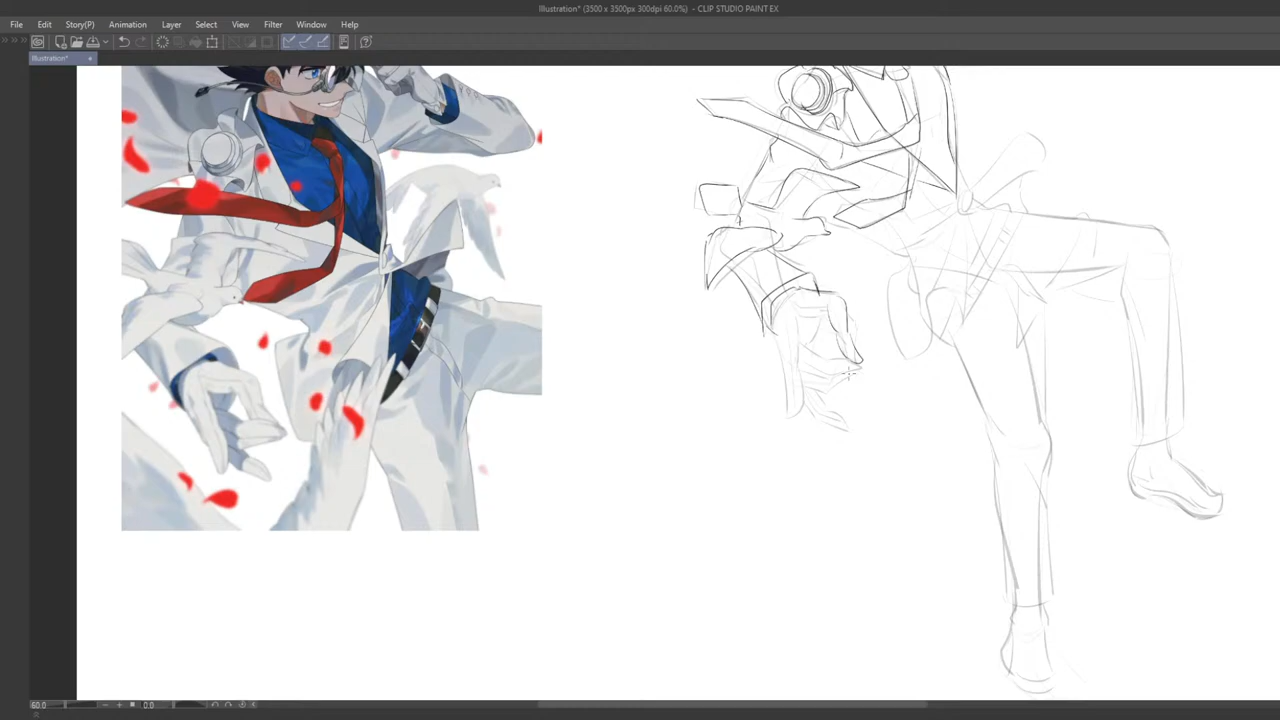 Illustration* (3500 x 3500px 300dpi 60.0%) - CLIP STUDIO PAINT EX
File Edit Story(P) Animation Layer Select View Filter Window Help
Illustration*
60.0 0.0